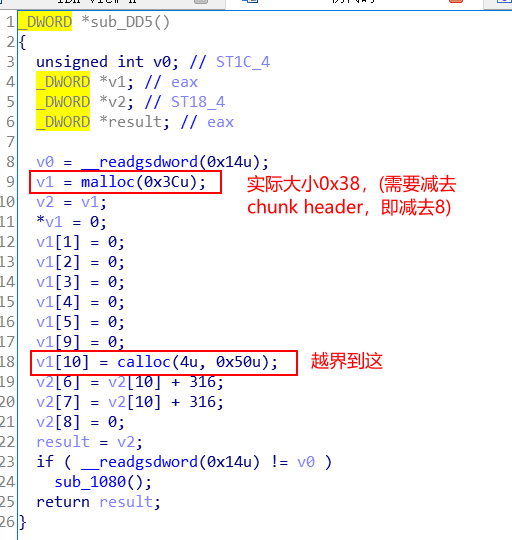 1 _DWORD *sub_DD5()
2 {
3 unsigned int v0; // ST1C_4
4 _DWORD *v1; // eax
5 _DWORD *v2; // ST18_4
6 _DWORD *result; // eax
7
8 v0 = __readgsdword(0x14u);
9 v1 = malloc(0x3Cu); 实际大小0x38，(需要减去
10 v2 = v1; chunk header，即减去8)
11 *v1 = 0;
12 v1[1] = 0;
13 v1[2] = 0;
14 v1[3] = 0;
15 v1[4] = 0;
16 v1[5] = 0;
17 v1[9] = 0;
18 v1[10] = calloc(4u, 0x50u); 越界到这
19 v2[6] = v2[10] + 316;
20 v2[7] = v2[10] + 316;
21 v2[8] = 0;
22 result = v2;
23 if ( __readgsdword(0x14u) != v0 )
24 sub_1080();
25 return result;
26 }